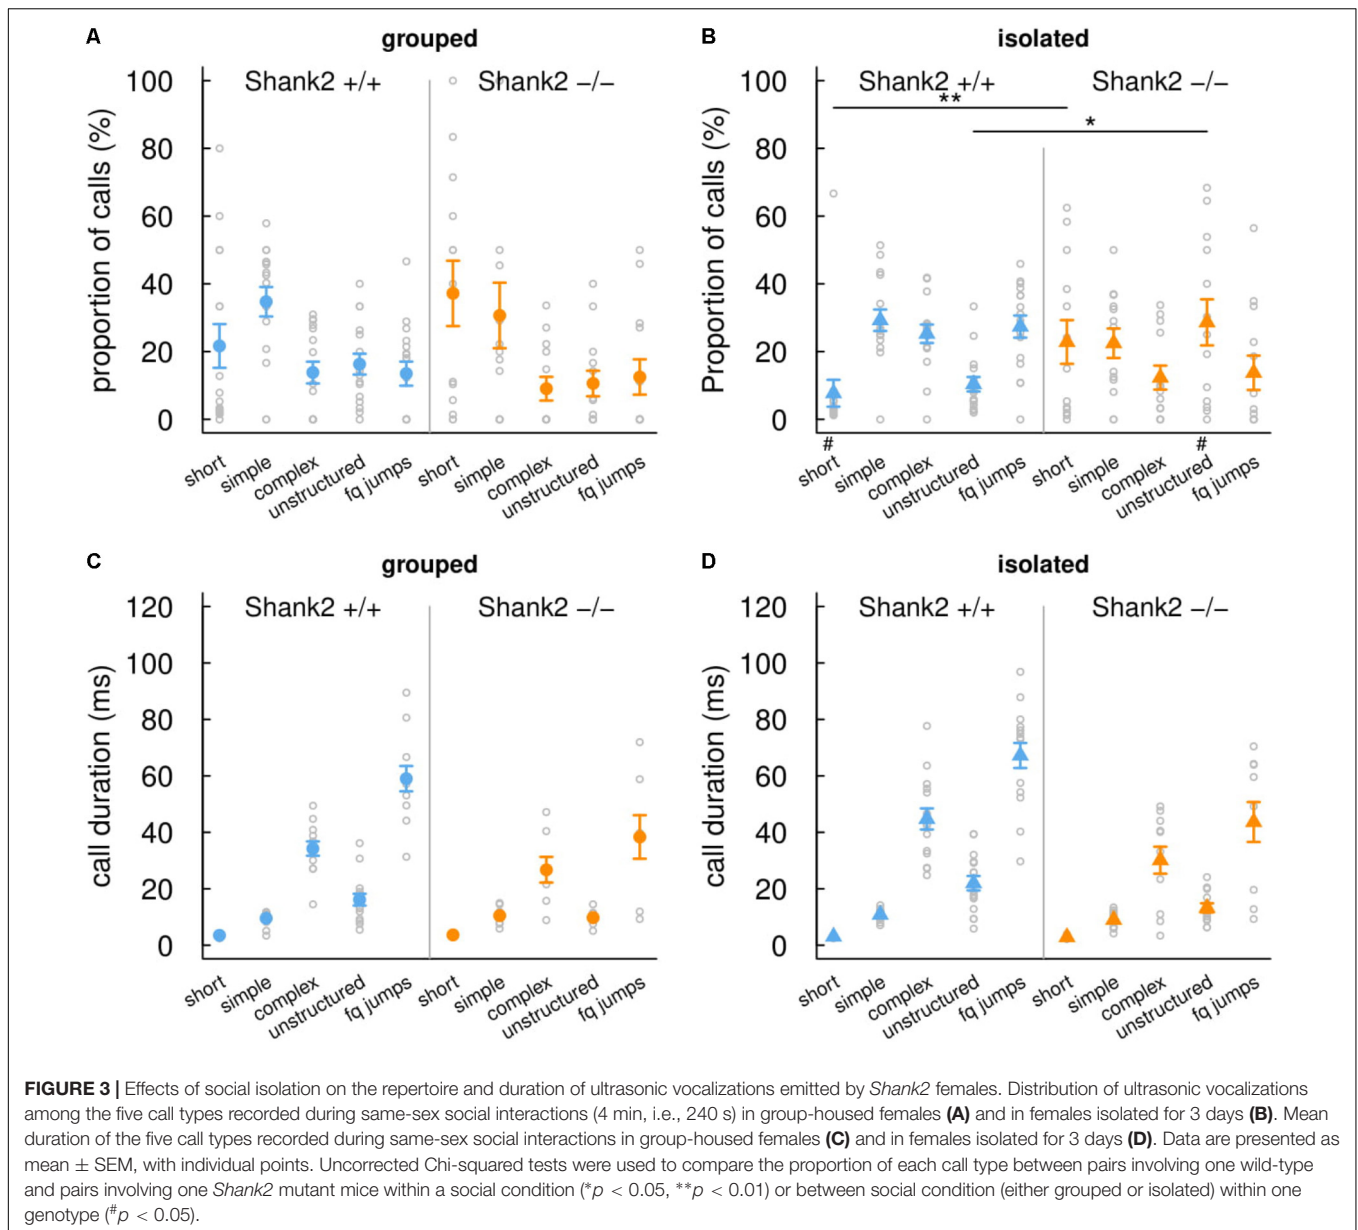 A
grouped
Shank2 +/+
Shank2 −/−
proportion of calls (%)
100
80
60
40
20
0
short
simple
complex
unstructured
fq jumps
short
simple
complex
unstructured
fq jumps
B
isolated
Shank2 +/+
Shank2 −/−
**
*
Proportion of calls (%)
100
80
60
40
20
0
#
#
short
simple
complex
unstructured
fq jumps
short
simple
complex
unstructured
fq jumps
C
grouped
Shank2 +/+
Shank2 −/−
call duration (ms)
120
100
80
60
40
20
0
short
simple
complex
unstructured
fq jumps
short
simple
complex
unstructured
fq jumps
D
isolated
Shank2 +/+
Shank2 −/−
call duration (ms)
120
100
80
60
40
20
0
short
simple
complex
unstructured
fq jumps
short
simple
complex
unstructured
fq jumps
FIGURE 3 | Effects of social isolation on the repertoire and duration of ultrasonic vocalizations emitted by Shank2 females. Distribution of ultrasonic vocalizations
among the five call types recorded during same-sex social interactions (4 min, i.e., 240 s) in group-housed females (A) and in females isolated for 3 days (B). Mean
duration of the five call types recorded during same-sex social interactions in group-housed females (C) and in females isolated for 3 days (D). Data are presented as
mean ± SEM, with individual points. Uncorrected Chi-squared tests were used to compare the proportion of each call type between pairs involving one wild-type
and pairs involving one Shank2 mutant mice within a social condition (*p < 0.05, **p < 0.01) or between social condition (either grouped or isolated) within one
genotype (#p < 0.05).